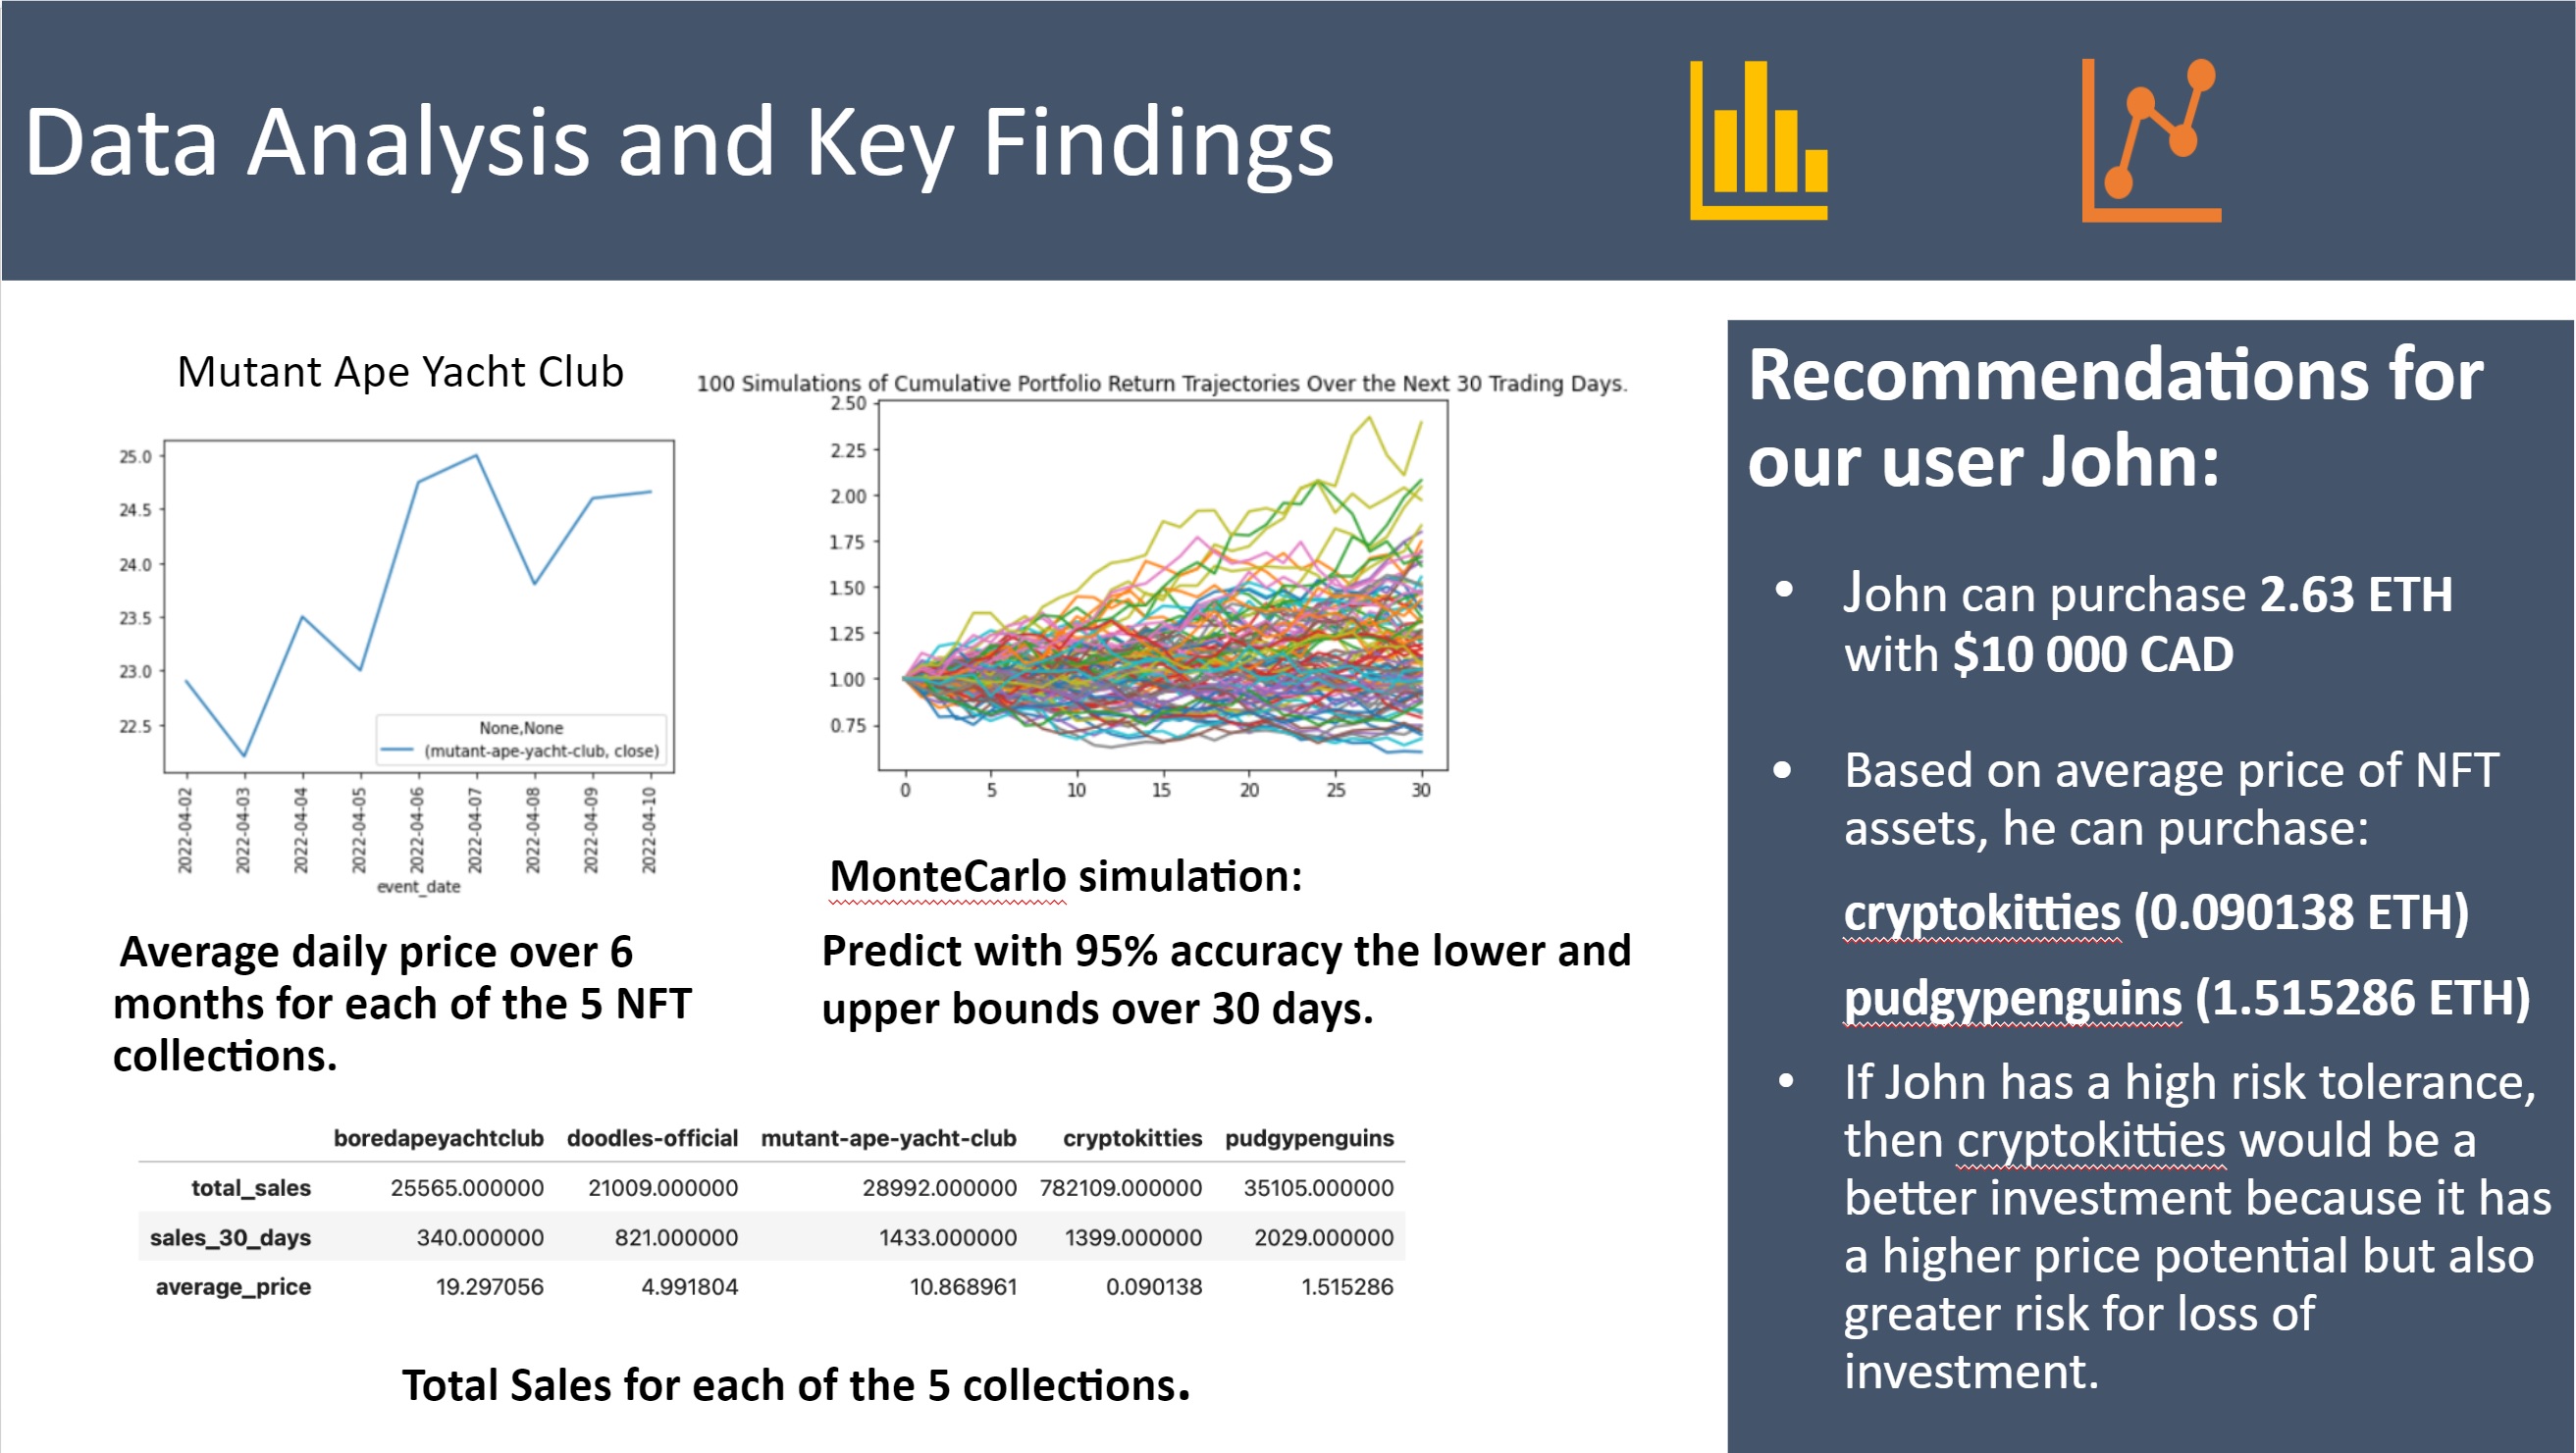 Data Analysis and Key Findings
Mutant Ape Yacht Club
25.0
24.5
24.0
23.5
23.0
22.5
None,None
(mutant-ape-yacht-club, close)
2022-04-02
2022-04-03
2022-04-04
2022-04-05
2022-04-06
2022-04-07
2022-04-08
2022-04-09
2022-04-10
event_date
Average daily price over 6
months for each of the 5 NFT
collections.
100 Simulations of Cumulative Portfolio Return Trajectories Over the Next 30 Trading Days.
2.50
2.25
2.00
1.75
1.50
1.25
1.00
0.75
0 5 10 15 20 25 30
MonteCarlo simulation:
Predict with 95% accuracy the lower and
upper bounds over 30 days.
boredapeyachtclub doodles-official mutant-ape-yacht-club cryptokitties pudgypenguins
total_sales 25565.000000 21009.000000 28992.000000 782109.000000 35105.000000
sales_30_days 340.000000 821.000000 1433.000000 1399.000000 2029.000000
average_price 19.297056 4.991804 10.868961 0.090138 1.515286
Total Sales for each of the 5 collections.
Recommendations for
our user John:
• John can purchase 2.63 ETH
with $10 000 CAD
• Based on average price of NFT
assets, he can purchase:
cryptokitties (0.090138 ETH)
pudgypenguins (1.515286 ETH)
• If John has a high risk tolerance,
then cryptokitties would be a
better investment because it has
a higher price potential but also
greater risk for loss of
investment.